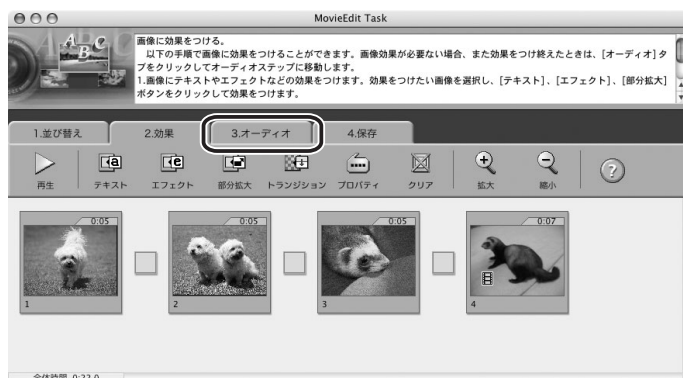 MovieEdit Task
ABC
画像に効果をつける。
以下の手順で画像に効果をつけることができます。画像効果が必要ない場合、また効果をつけ終えたときは、[オーディオ]タ
ブをクリックしてオーディオステップに移動します。
1.画像にテキストやエフェクトなどの効果をつけます。効果をつけたい画像を選択し、[テキスト]、[エフェクト]、[部分拡大]
ボタンをクリックして効果をつけます。
1.並び替え 2.効果 3.オーディオ 4.保存
再生 テキスト エフェクト 部分拡大 トランジション プロパティ クリア 拡大 縮小 ?
0:05 0:05 0:05 0:07
1 2 3 4
全体時間 0:22.0